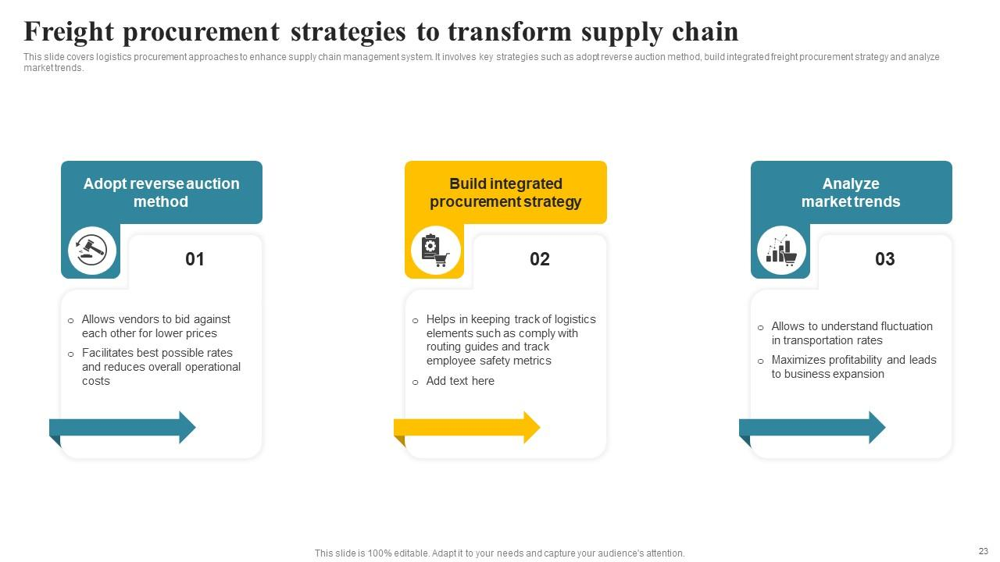 Freight procurement strategies to transform supply chain
This slide covers logistics procurement approaches to enhance supply chain management system. It involves key strategies such as adopt reverse auction method, build integrated freight procurement strategy and analyze
market trends.
Adopt reverse auction
method
01
o Allows vendors to bid against
each other for lower prices
o Facilitates best possible rates
and reduces overall operational
costs
Build integrated
procurement strategy
02
o Helps in keeping track of logistics
elements such as comply with
routing guides and track
employee safety metrics
o Add text here
Analyze
market trends
03
o Allows to understand fluctuation
in transportation rates
o Maximizes profitability and leads
to business expansion
This slide is 100% editable. Adapt it to your needs and capture your audience's attention.
23